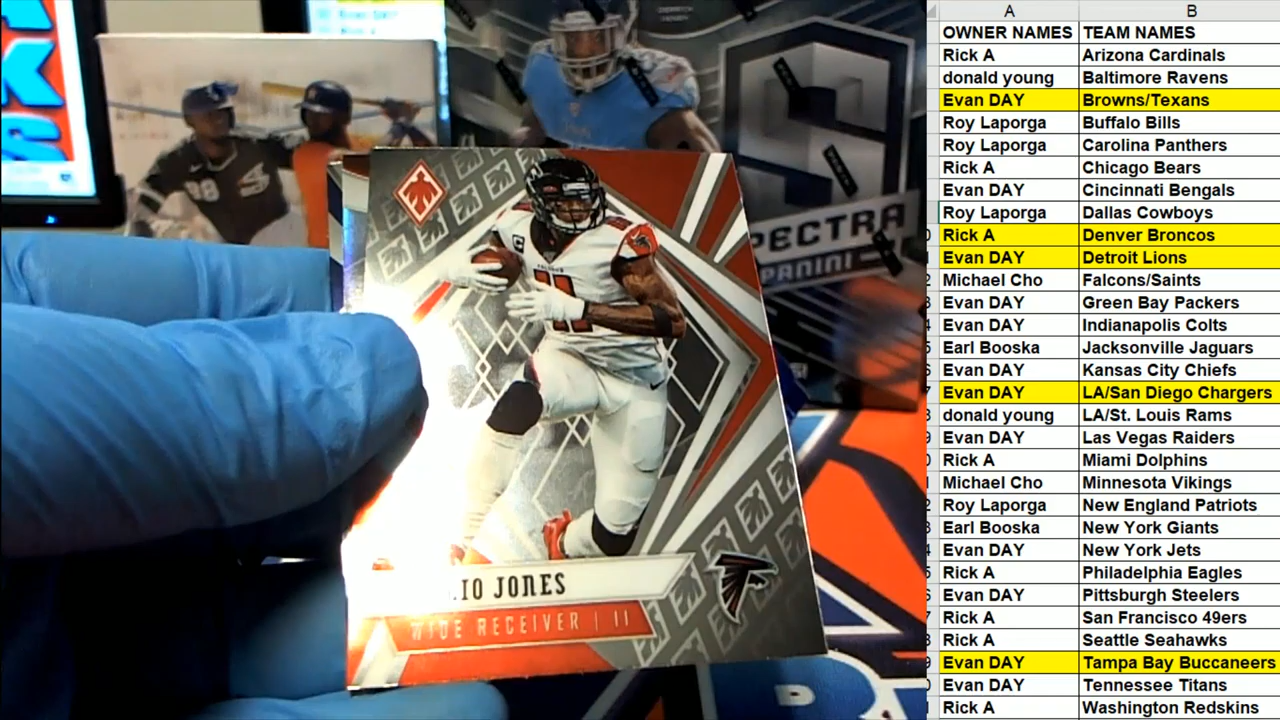 DERRICK HENRY
88
S
SPECTRA
PANINI
11
JONES
WIDE RECEIVER | 11
A B
OWNER NAMES TEAM NAMES
Rick A Arizona Cardinals
donald young Baltimore Ravens
Evan DAY Browns/Texans
Roy Laporga Buffalo Bills
Roy Laporga Carolina Panthers
Rick A Chicago Bears
Evan DAY Cincinnati Bengals
Roy Laporga Dallas Cowboys
Rick A Denver Broncos
Evan DAY Detroit Lions
Michael Cho Falcons/Saints
Evan DAY Green Bay Packers
Evan DAY Indianapolis Colts
Earl Booska Jacksonville Jaguars
Evan DAY Kansas City Chiefs
Evan DAY LA/San Diego Chargers
donald young LA/St. Louis Rams
Evan DAY Las Vegas Raiders
Rick A Miami Dolphins
Michael Cho Minnesota Vikings
Roy Laporga New England Patriots
Earl Booska New York Giants
Evan DAY New York Jets
Rick A Philadelphia Eagles
Evan DAY Pittsburgh Steelers
Rick A San Francisco 49ers
Rick A Seattle Seahawks
Evan DAY Tampa Bay Buccaneers
Evan DAY Tennessee Titans
Rick A Washington Redskins